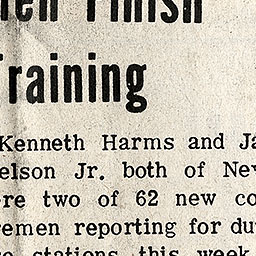 Finish
Training
Kenneth Harms and Ja
elson Jr. both of Nev
re two of 62 new co
remen reporting for du
stations this week